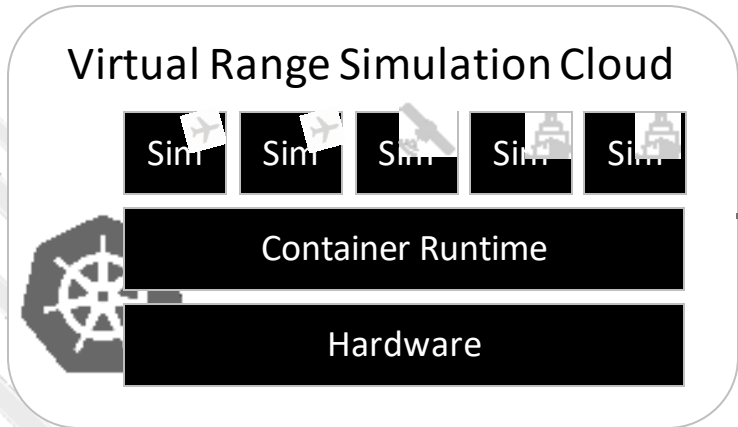 Virtual Range Simulation Cloud
Sim Sim Sim Sim Sim
Container Runtime
Hardware